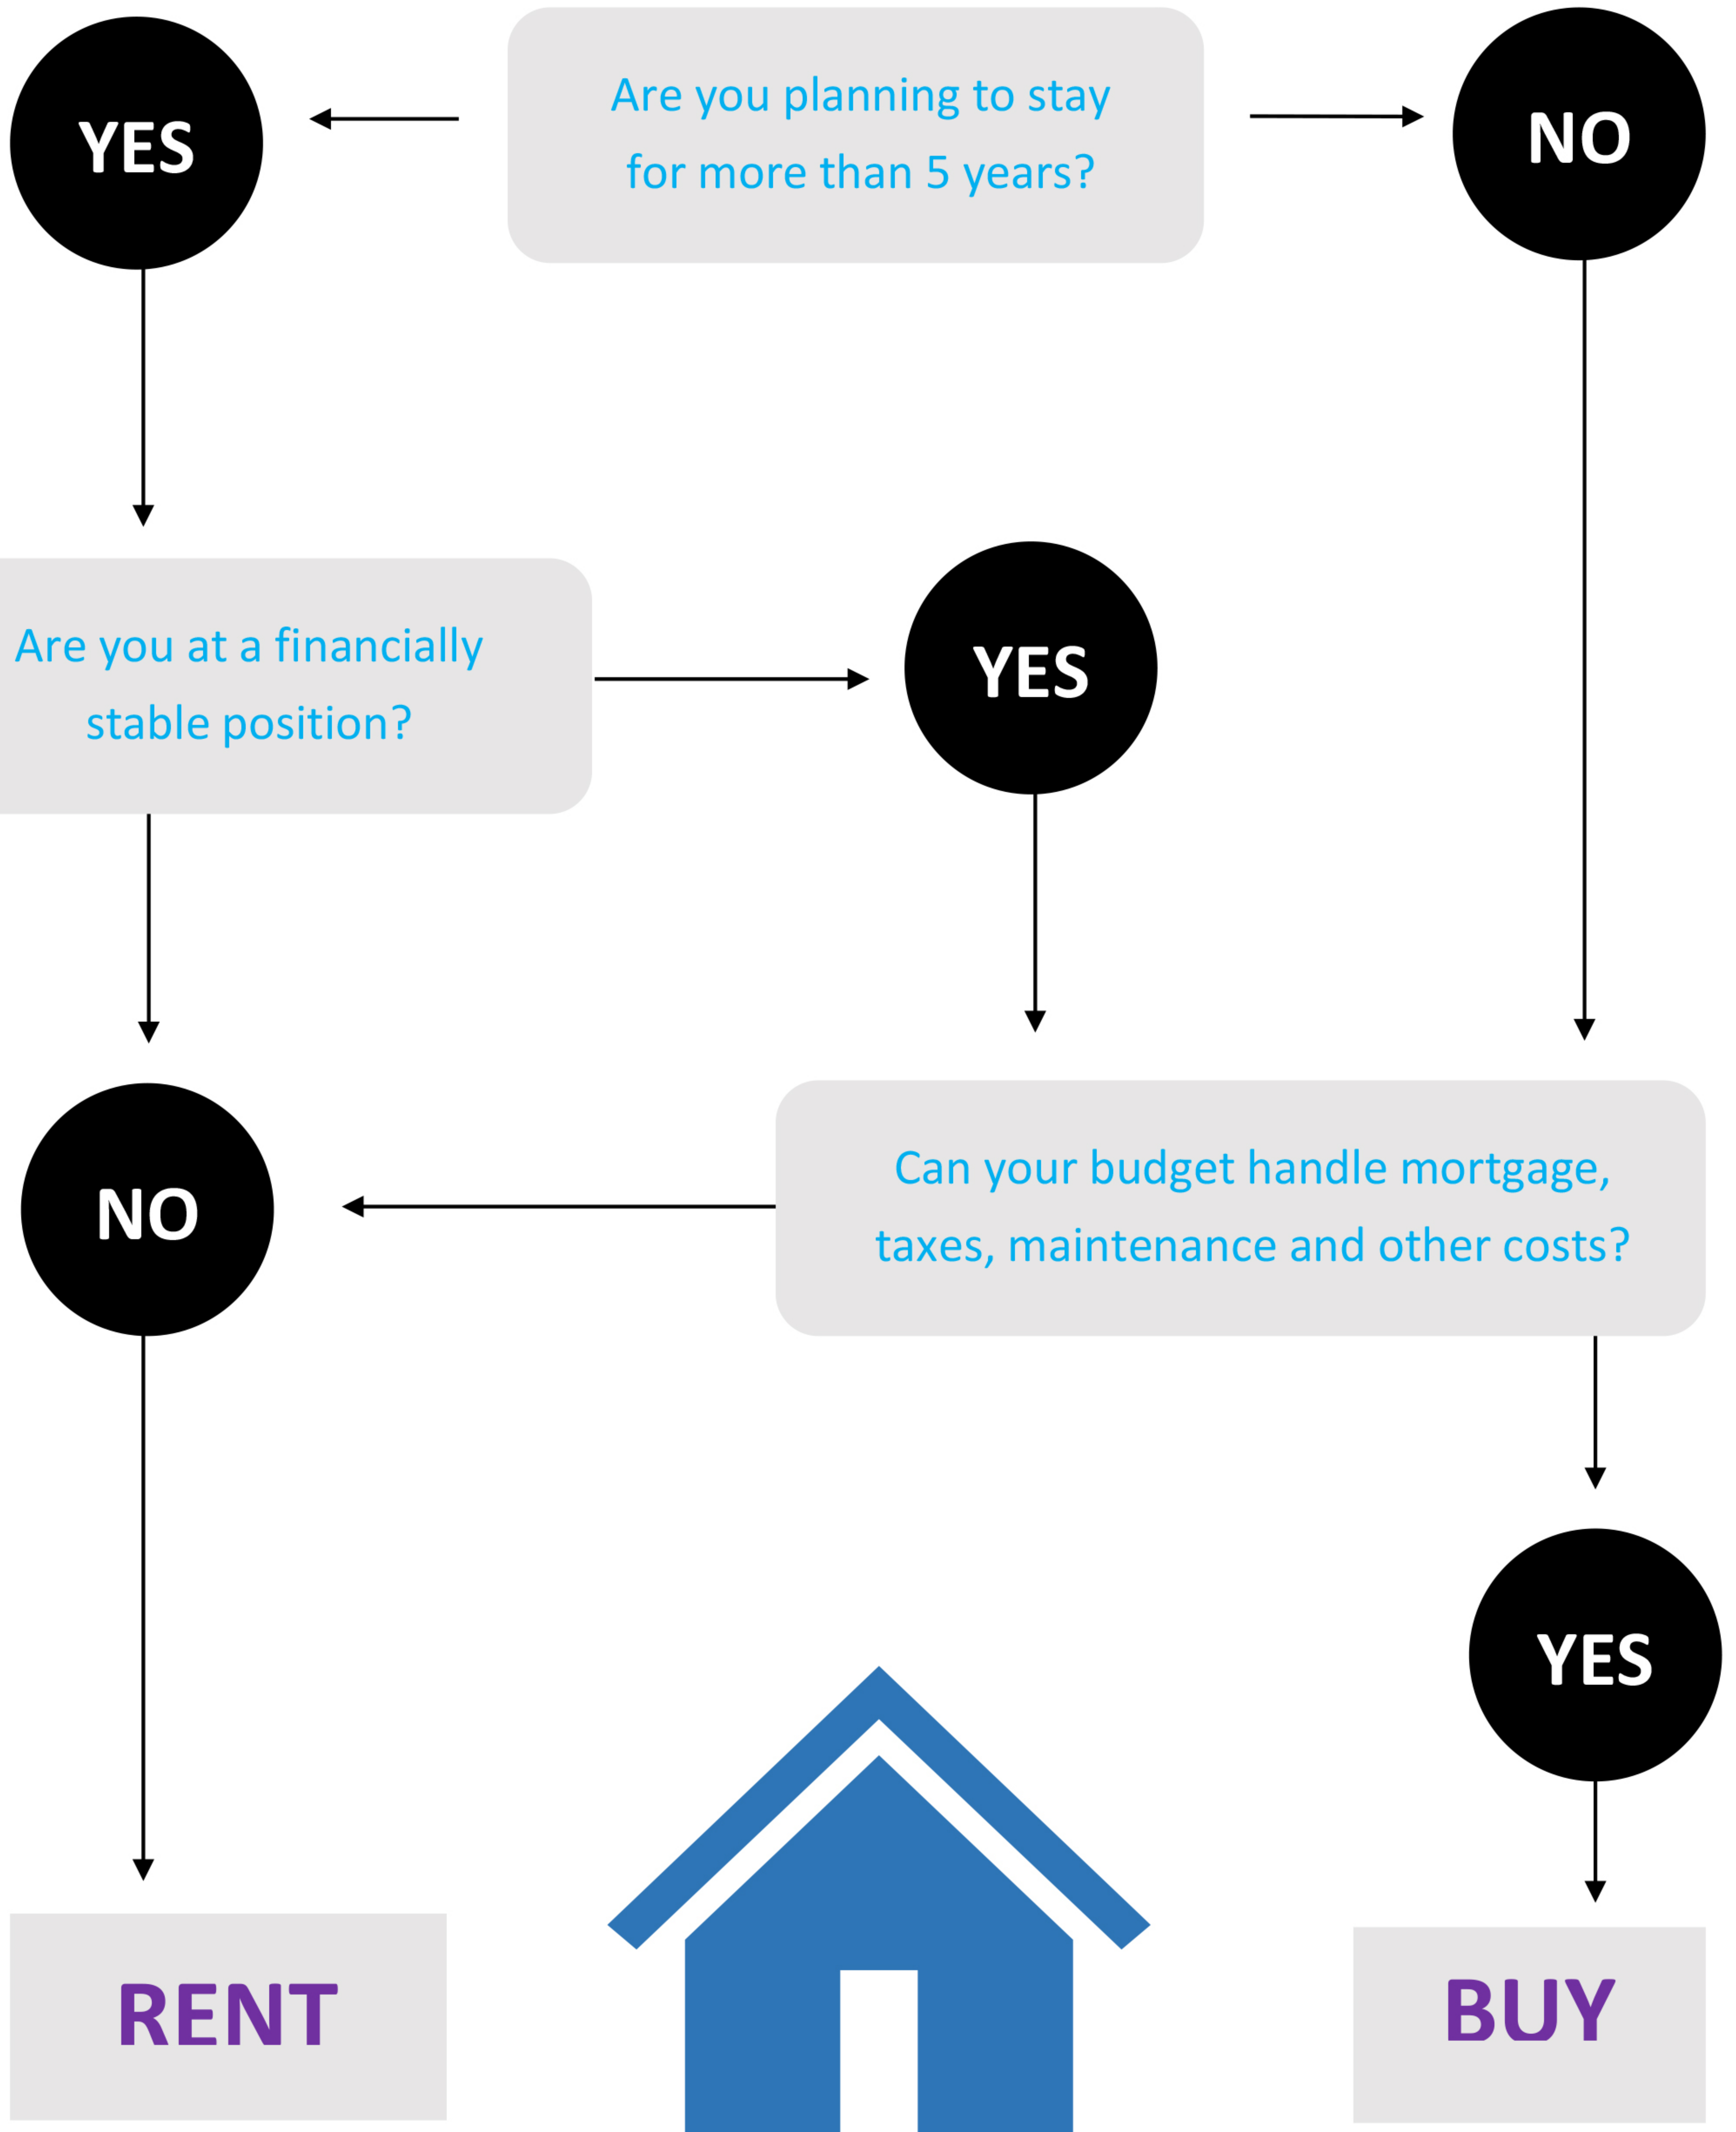 YES
Are you planning to stay
for mor than 5 years?
NO
Are you at a financially
stable position?
YES
NO
Can your budget handle mortgage,
taxes, maintenance and other costs?
YES
RENT
BUY